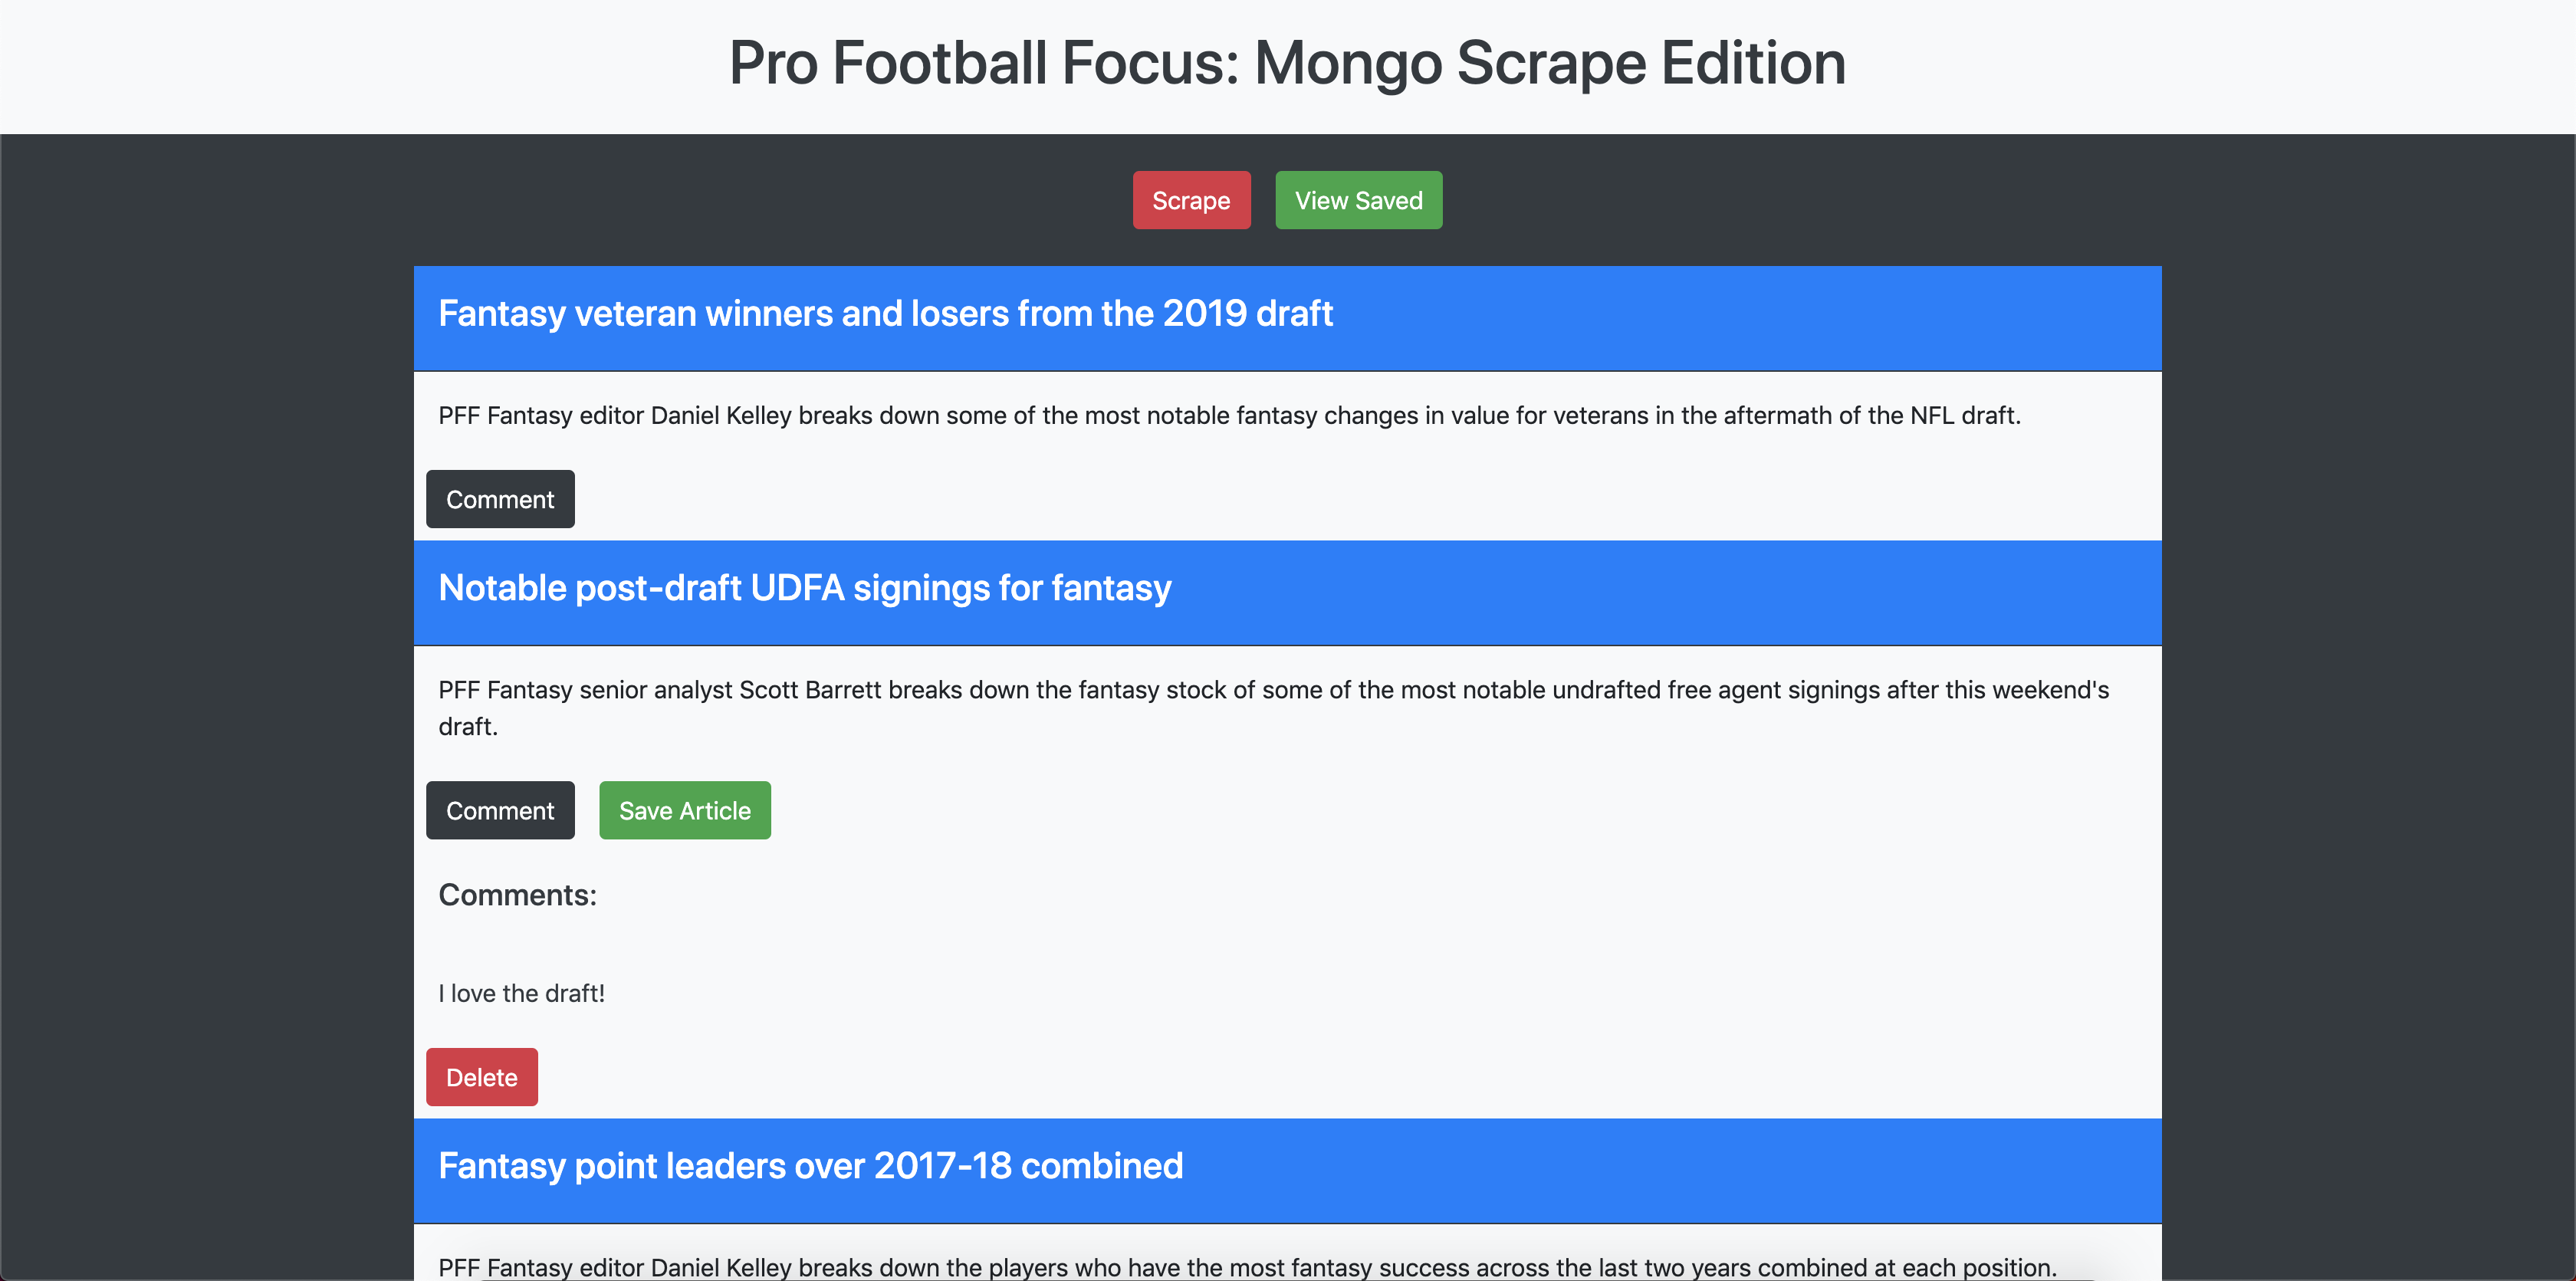 Pro Football Focus: Mongo Scrape Edition
Scrape View Saved
Fantasy veteran winners and losers from the 2019 draft
PFF Fantasy editor Daniel Kelley breaks down some of the most notable fantasy changes in value for veterans in the aftermath of the NFL draft.
Comment
Notable post-draft UDFA signings for fantasy
PFF Fantasy senior analyst Scott Barrett breaks down the fantasy stock of some of the most notable undrafted free agent signings after this weekend's
draft.
Comment Save Article
Comments:
I love the draft!
Delete
Fantasy point leaders over 2017-18 combined
PFF Fantasy editor Daniel Kelley breaks down the players who have the most fantasy success across the last two years combined at each position.